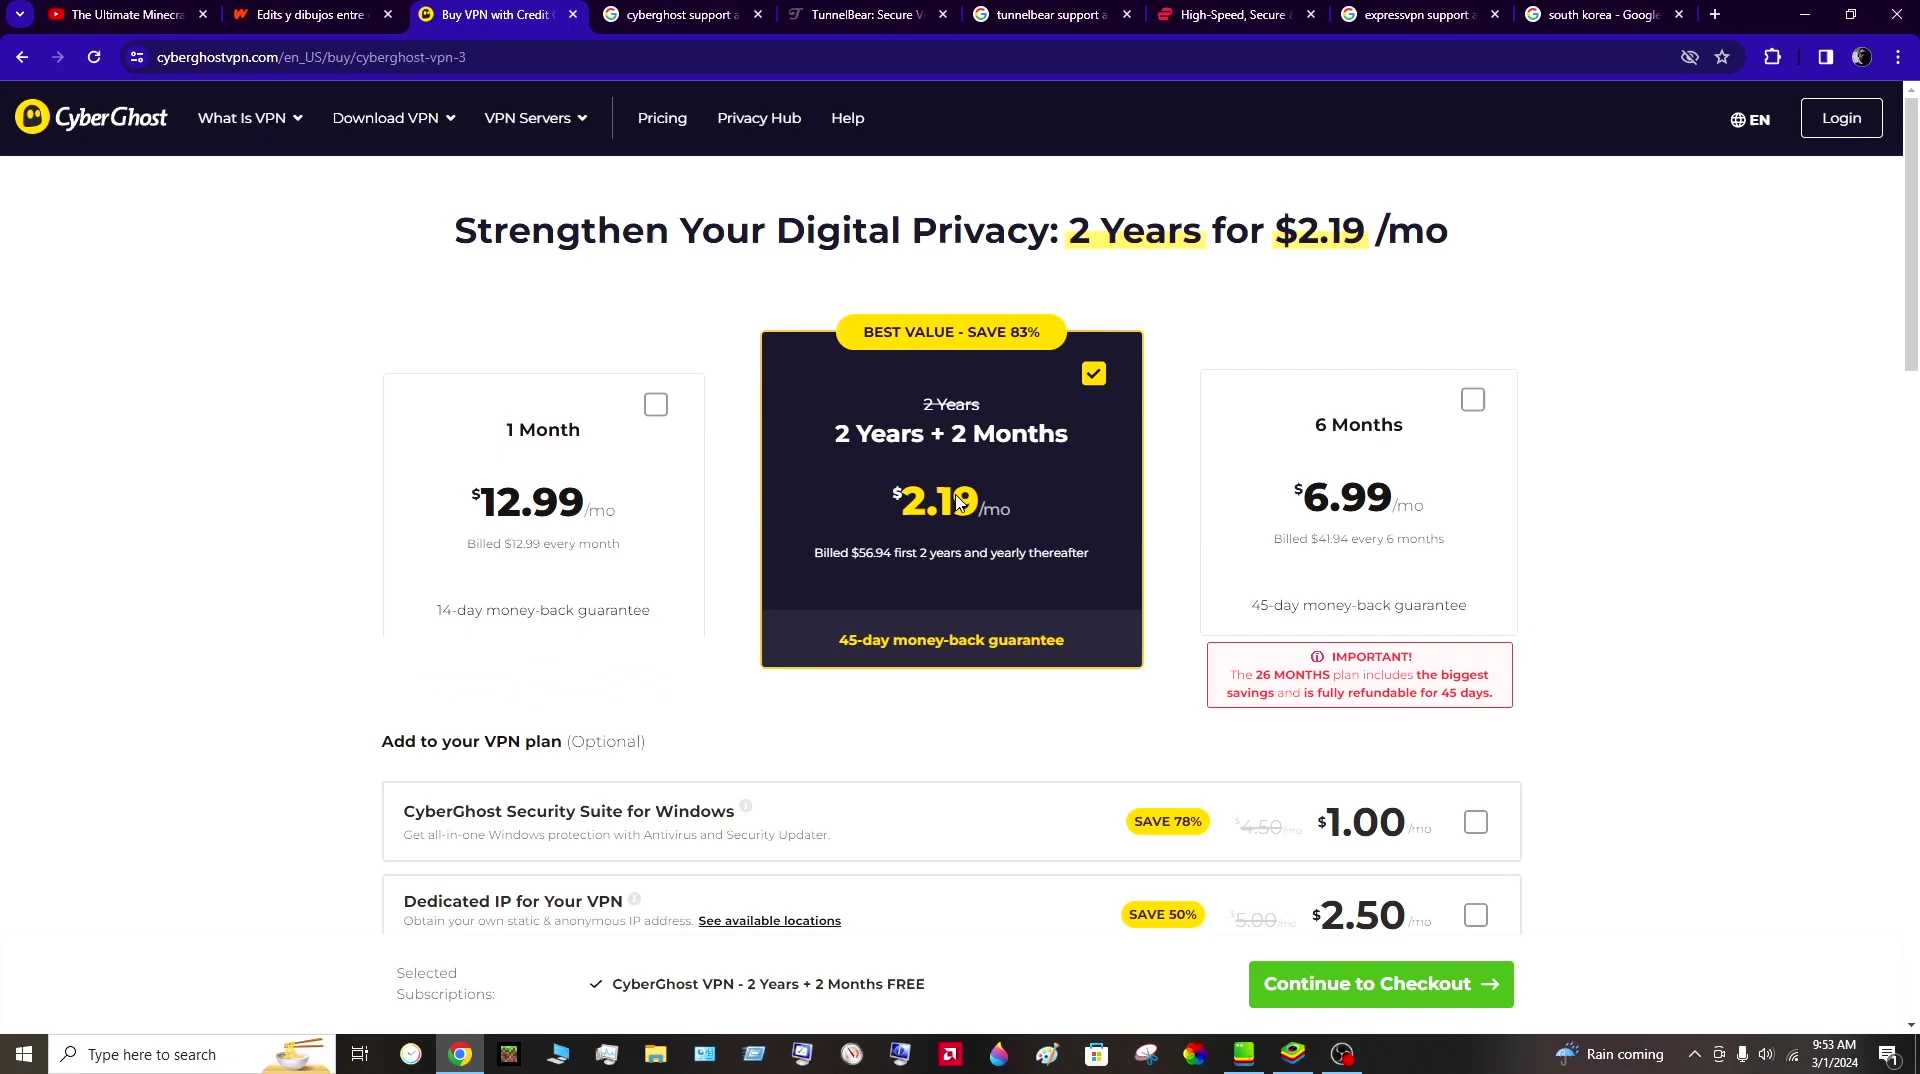 The Ultimate Minecra
Edits y dibujos entre
Buy VPN with Credit
cyberghost support a
TunnelBear: Secure V
tunnelbear support a
High-Speed, Secure &
expressvpn support a
south korea - Google
cyberghostvpn.com/en_US/buy/cyberghost-vpn-3
CyberGhost What Is VPN Download VPN VPN Servers Pricing Privacy Hub Help EN Login
Strengthen Your Digital Privacy: 2 Years for $2.19 /mo
1 Month
$12.99/mo
Billed $12.99 every month
14-day money-back guarantee
BEST VALUE - SAVE 83%
2 Years
2 Years + 2 Months
$2.19/mo
Billed $56.94 first 2 years and yearly thereafter
45-day money-back guarantee
6 Months
$6.99/mo
Billed $41.94 every 6 months
45-day money-back guarantee
IMPORTANT!
The 26 MONTHS plan includes the biggest
savings and is fully refundable for 45 days.
Add to your VPN plan (Optional)
CyberGhost Security Suite for Windows
Get all-in-one Windows protection with Antivirus and Security Updater.
SAVE 78% $4.50/mo $1.00/mo
Dedicated IP for Your VPN
Obtain your own static & anonymous IP address. See available locations
SAVE 50% $5.00/mo $2.50/mo
Selected
Subscriptions:
CyberGhost VPN - 2 Years + 2 Months FREE
Continue to Checkout →
Type here to search
Rain coming
9:53 AM
3/1/2024
1